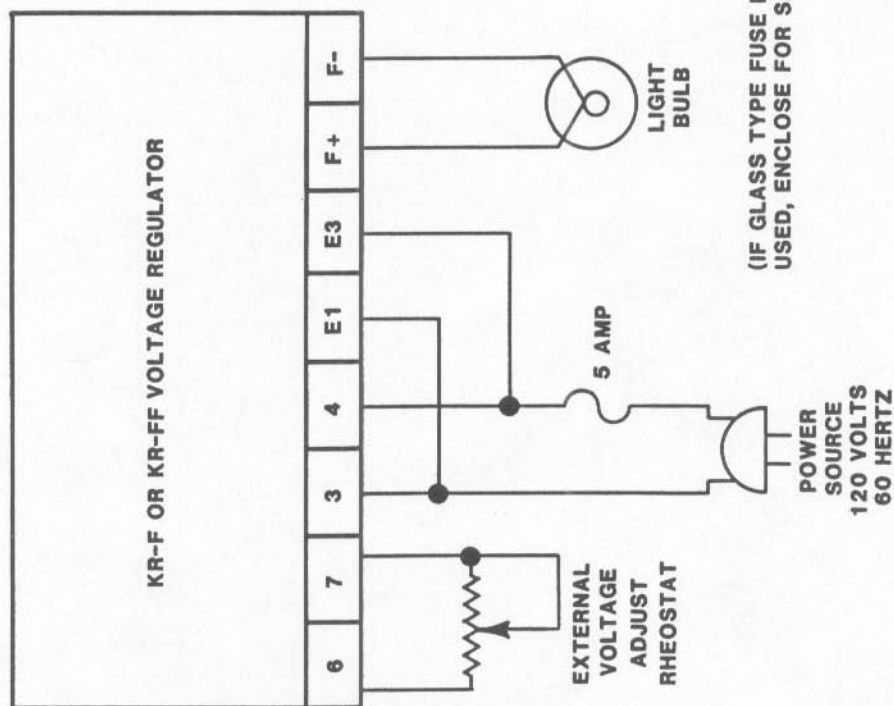 KR-F OR KR-FF VOLTAGE REGULATOR
6
7
3
4
E1
E3
F+
F-
EXTERNAL
VOLTAGE
ADJUST
RHEOSTAT
5 AMP
POWER
SOURCE
120 VOLTS
60 HERTZ
LIGHT
BULB
(IF GLASS TYPE FUSE
USED, ENCLOSE FOR